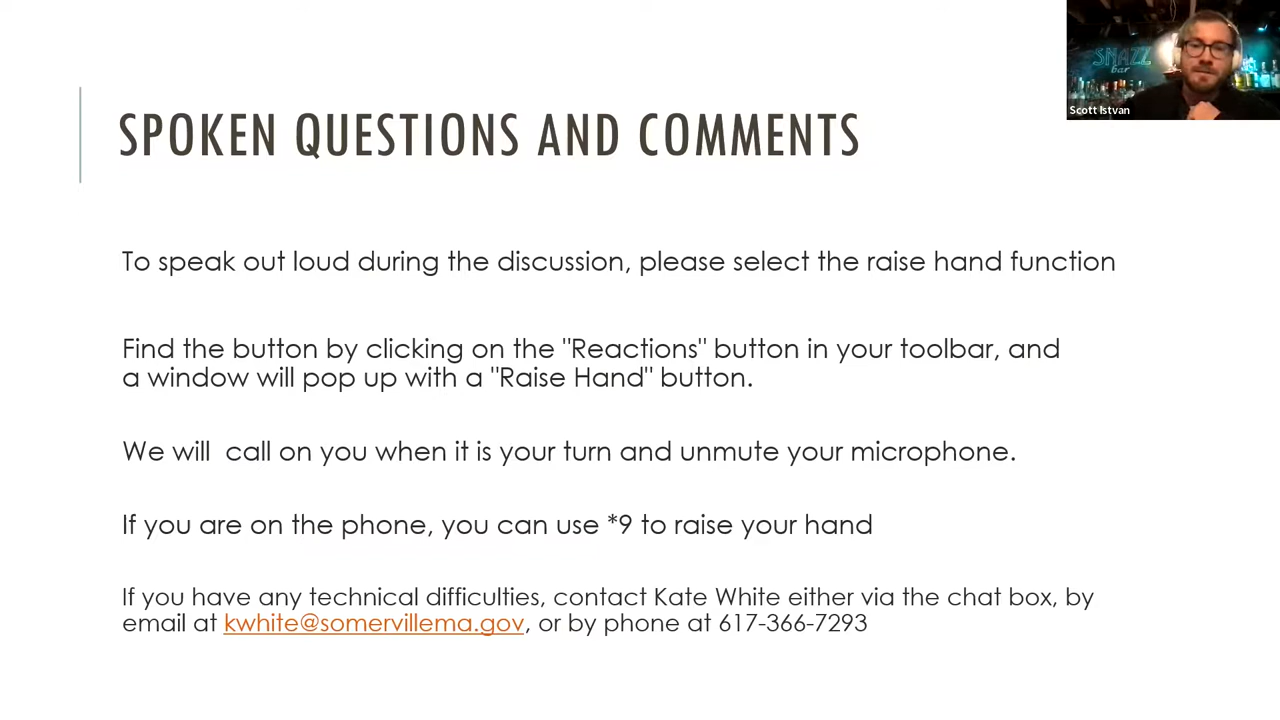 SNAZZ
bar
Scott Istvan
SPOKEN QUESTIONS AND COMMENTS
To speak out loud during the discussion, please select the raise hand function
Find the button by clicking on the "Reactions" button in your toolbar, and
a window will pop up with a "Raise Hand" button.
We will  call on you when it is your turn and unmute your microphone.
If you are on the phone, you can use *9 to raise your hand
If you have any technical difficulties, contact Kate White either via the chat box, by
email at kwhite@somervillema.gov, or by phone at 617-366-7293